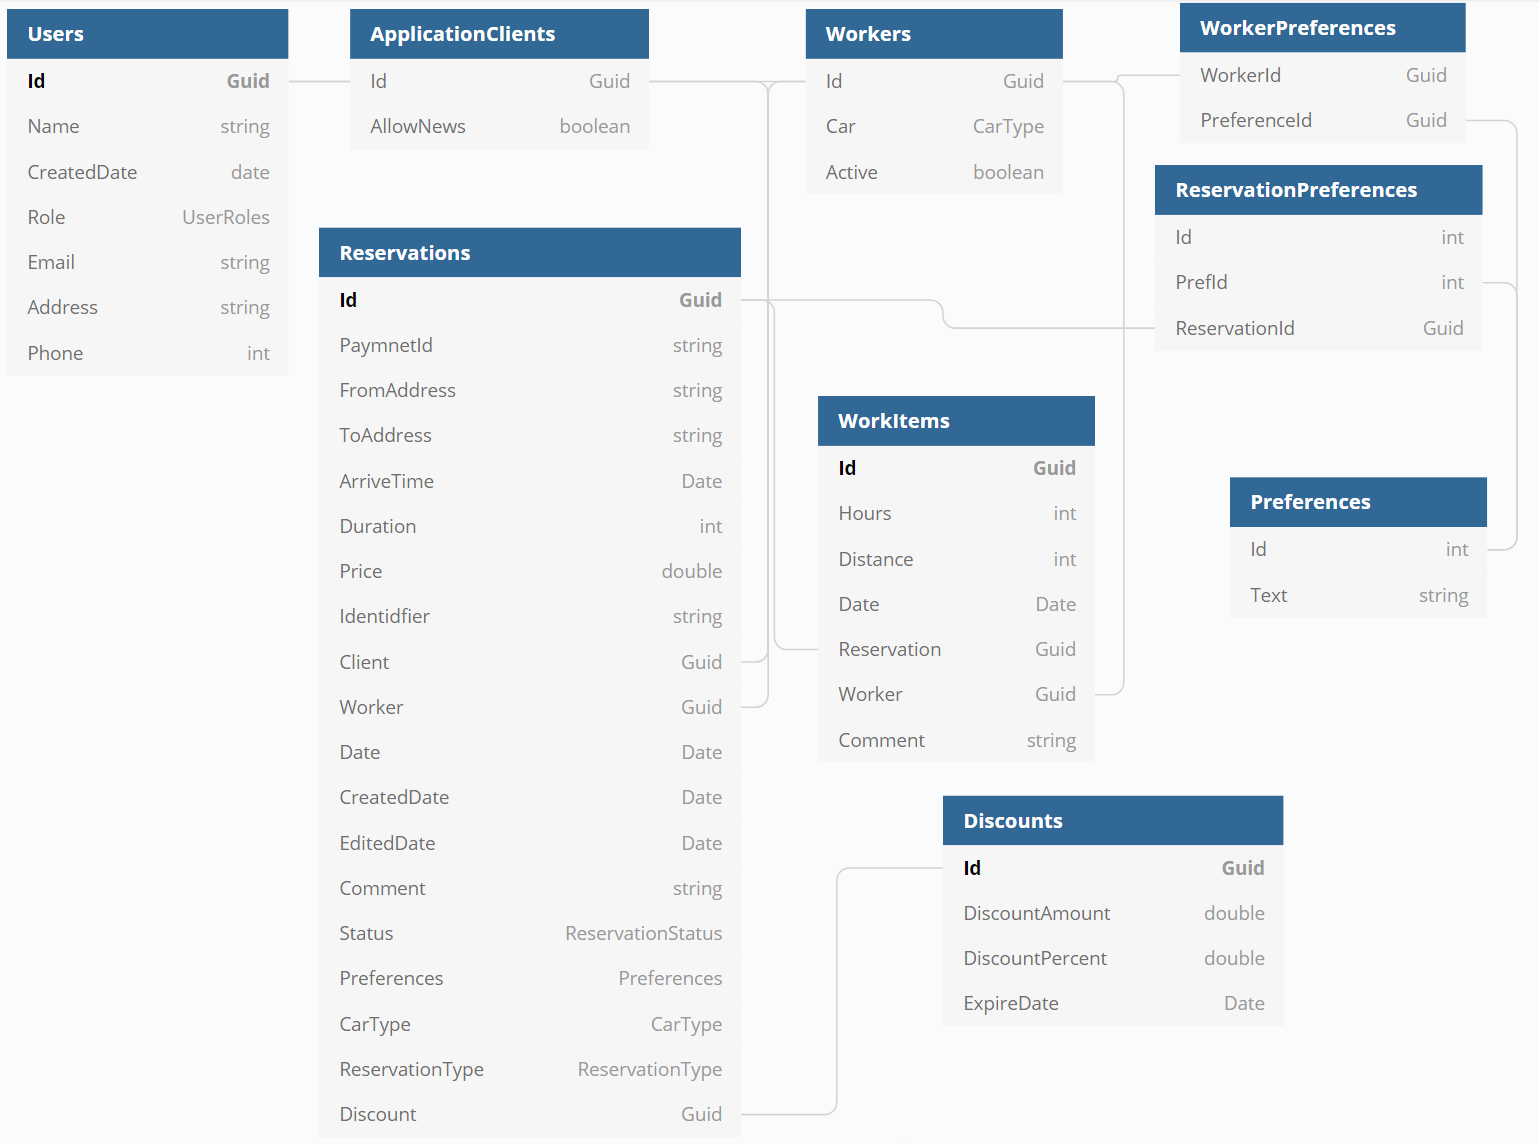 Users
Id Guid
Name string
CreatedDate date
Role UserRoles
Email string
Address string
Phone int
ApplicationClients
Id Guid
AllowNews boolean
Workers
Id Guid
Car CarType
Active boolean
WorkerPreferences
WorkerId Guid
PreferenceId Guid
ReservationPreferences
Id int
PrefId int
ReservationId Guid
Reservations
Id Guid
PaymnetId string
FromAddress string
ToAddress string
ArriveTime Date
Duration int
Price double
Identidfier string
Client Guid
Worker Guid
Date Date
CreatedDate Date
EditedDate Date
Comment string
Status ReservationStatus
Preferences Preferences
CarType CarType
ReservationType ReservationType
Discount Guid
WorkItems
Id Guid
Hours int
Distance int
Date Date
Reservation Guid
Worker Guid
Comment string
Preferences
Id int
Text string
Discounts
Id Guid
DiscountAmount double
DiscountPercent double
ExpireDate Date